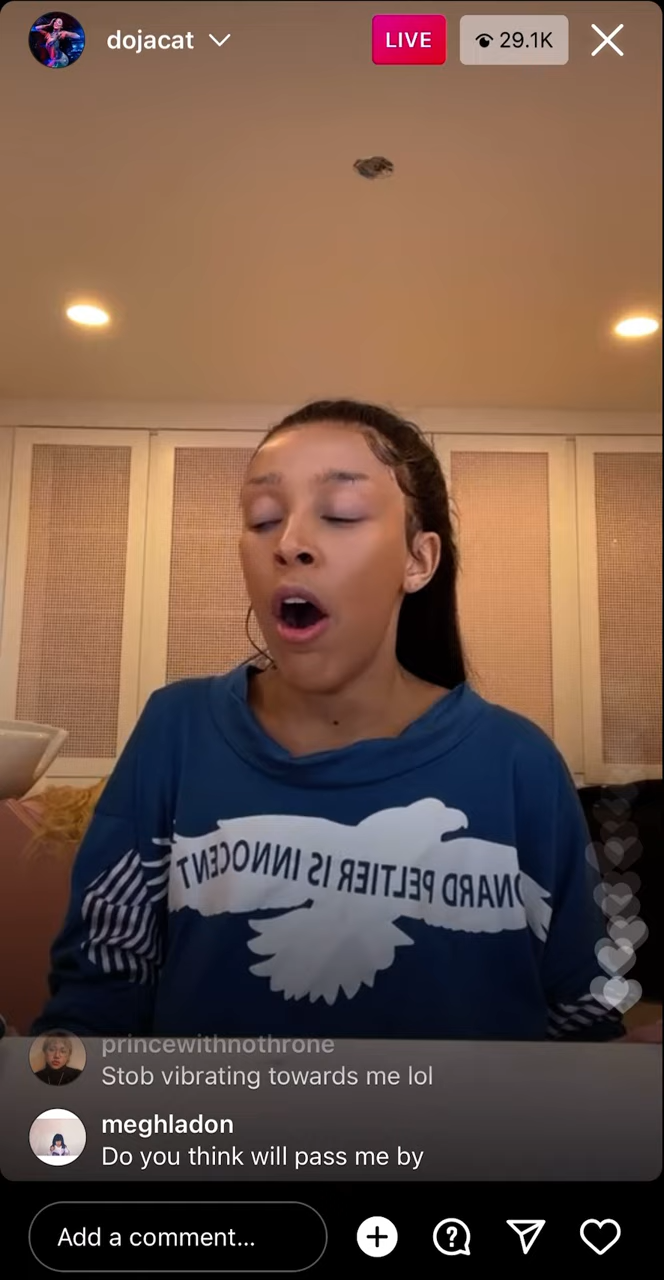 dojacat
LIVE
29.1K
NARD PELTIER IS INNOCENT
princewithnothrone
Stob vibrating towards me lol
meghladon
Do you think will pass me by
Add a comment...